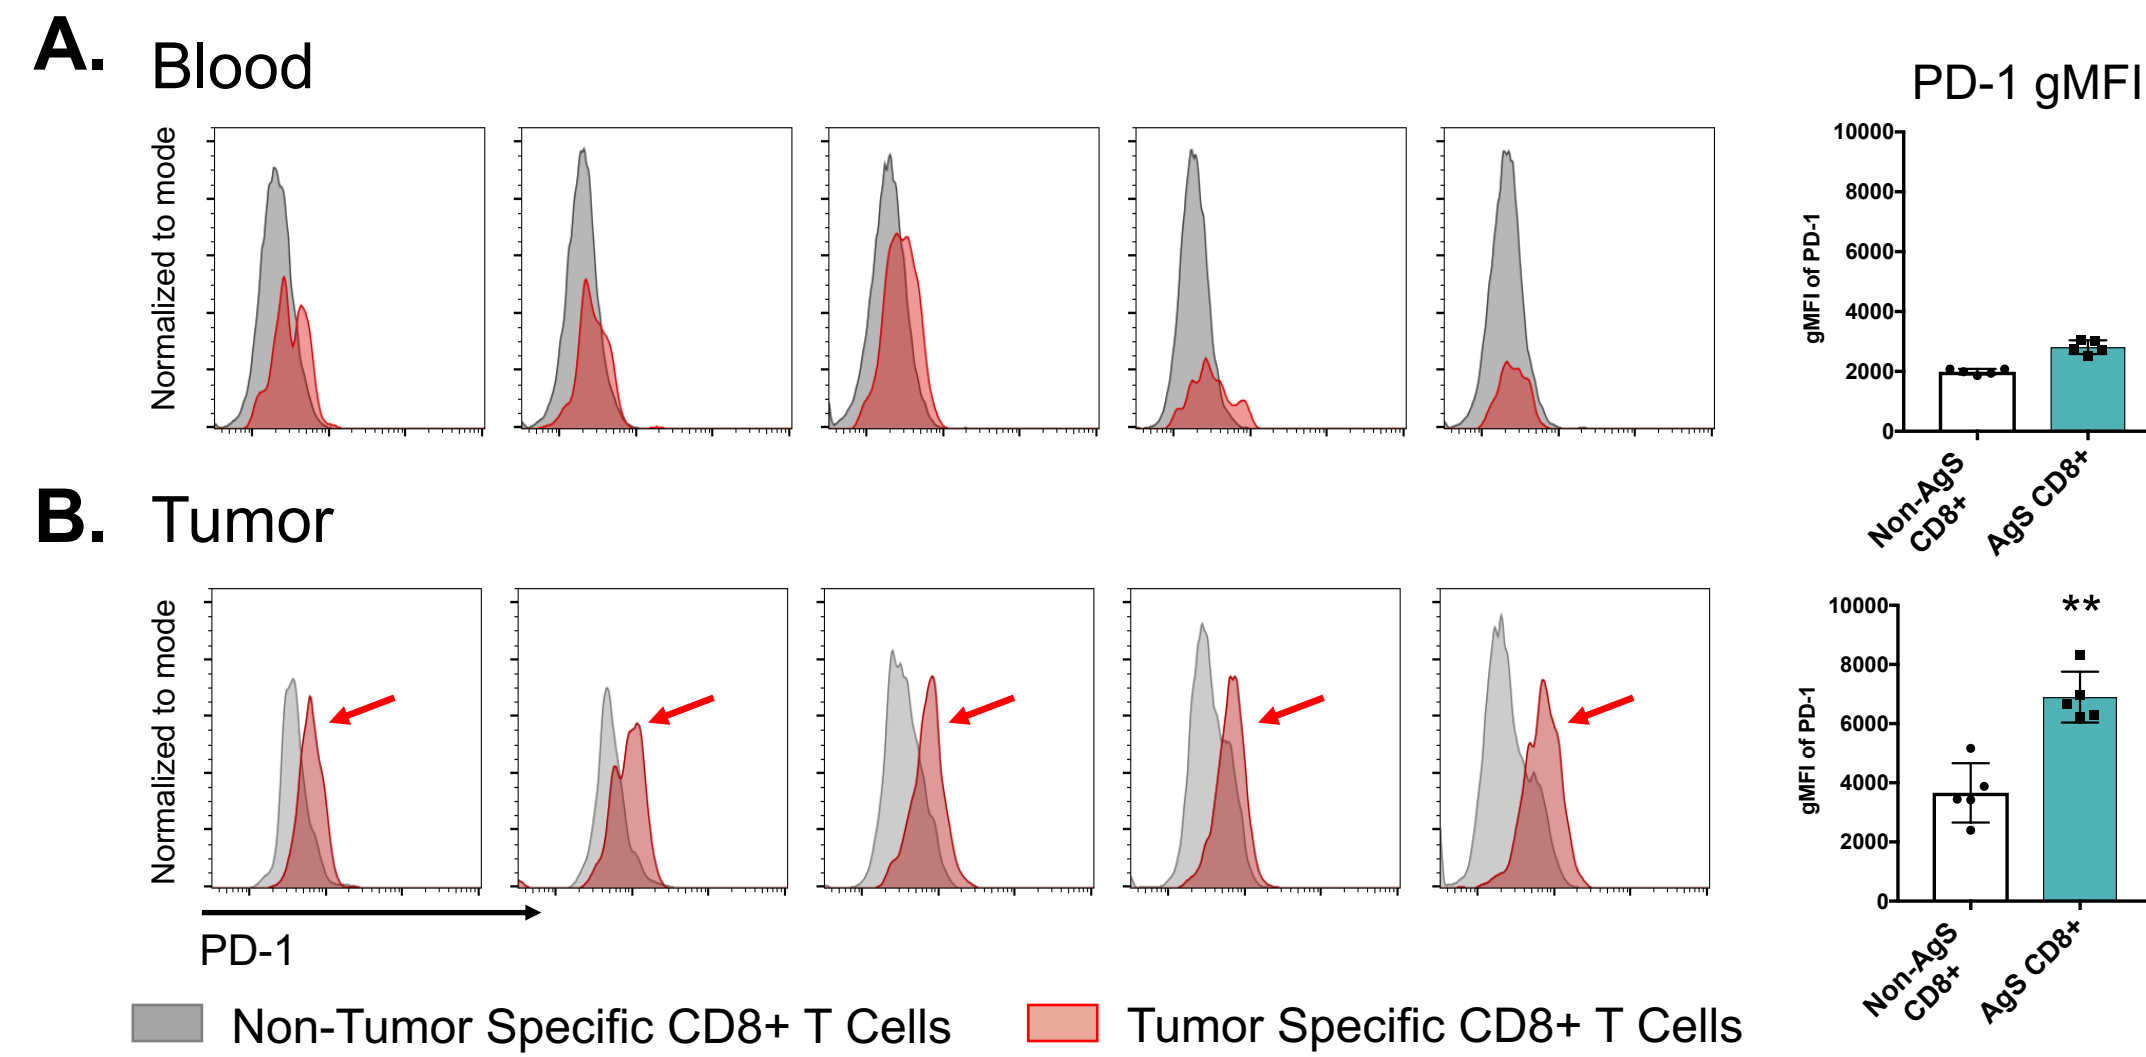 A. Blood
PD-1 gMFI
Normalized to mode
gMFI of PD-1
10000
8000
6000
4000
2000
0
Non-AgS
CD8+
AgS CD8+
B. Tumor
Normalized to mode
PD-1
**
gMFI of PD-1
10000
8000
6000
4000
2000
0
Non-AgS
CD8+
AgS CD8+
Non-Tumor Specific CD8+ T Cells
Tumor Specific CD8+ T Cells